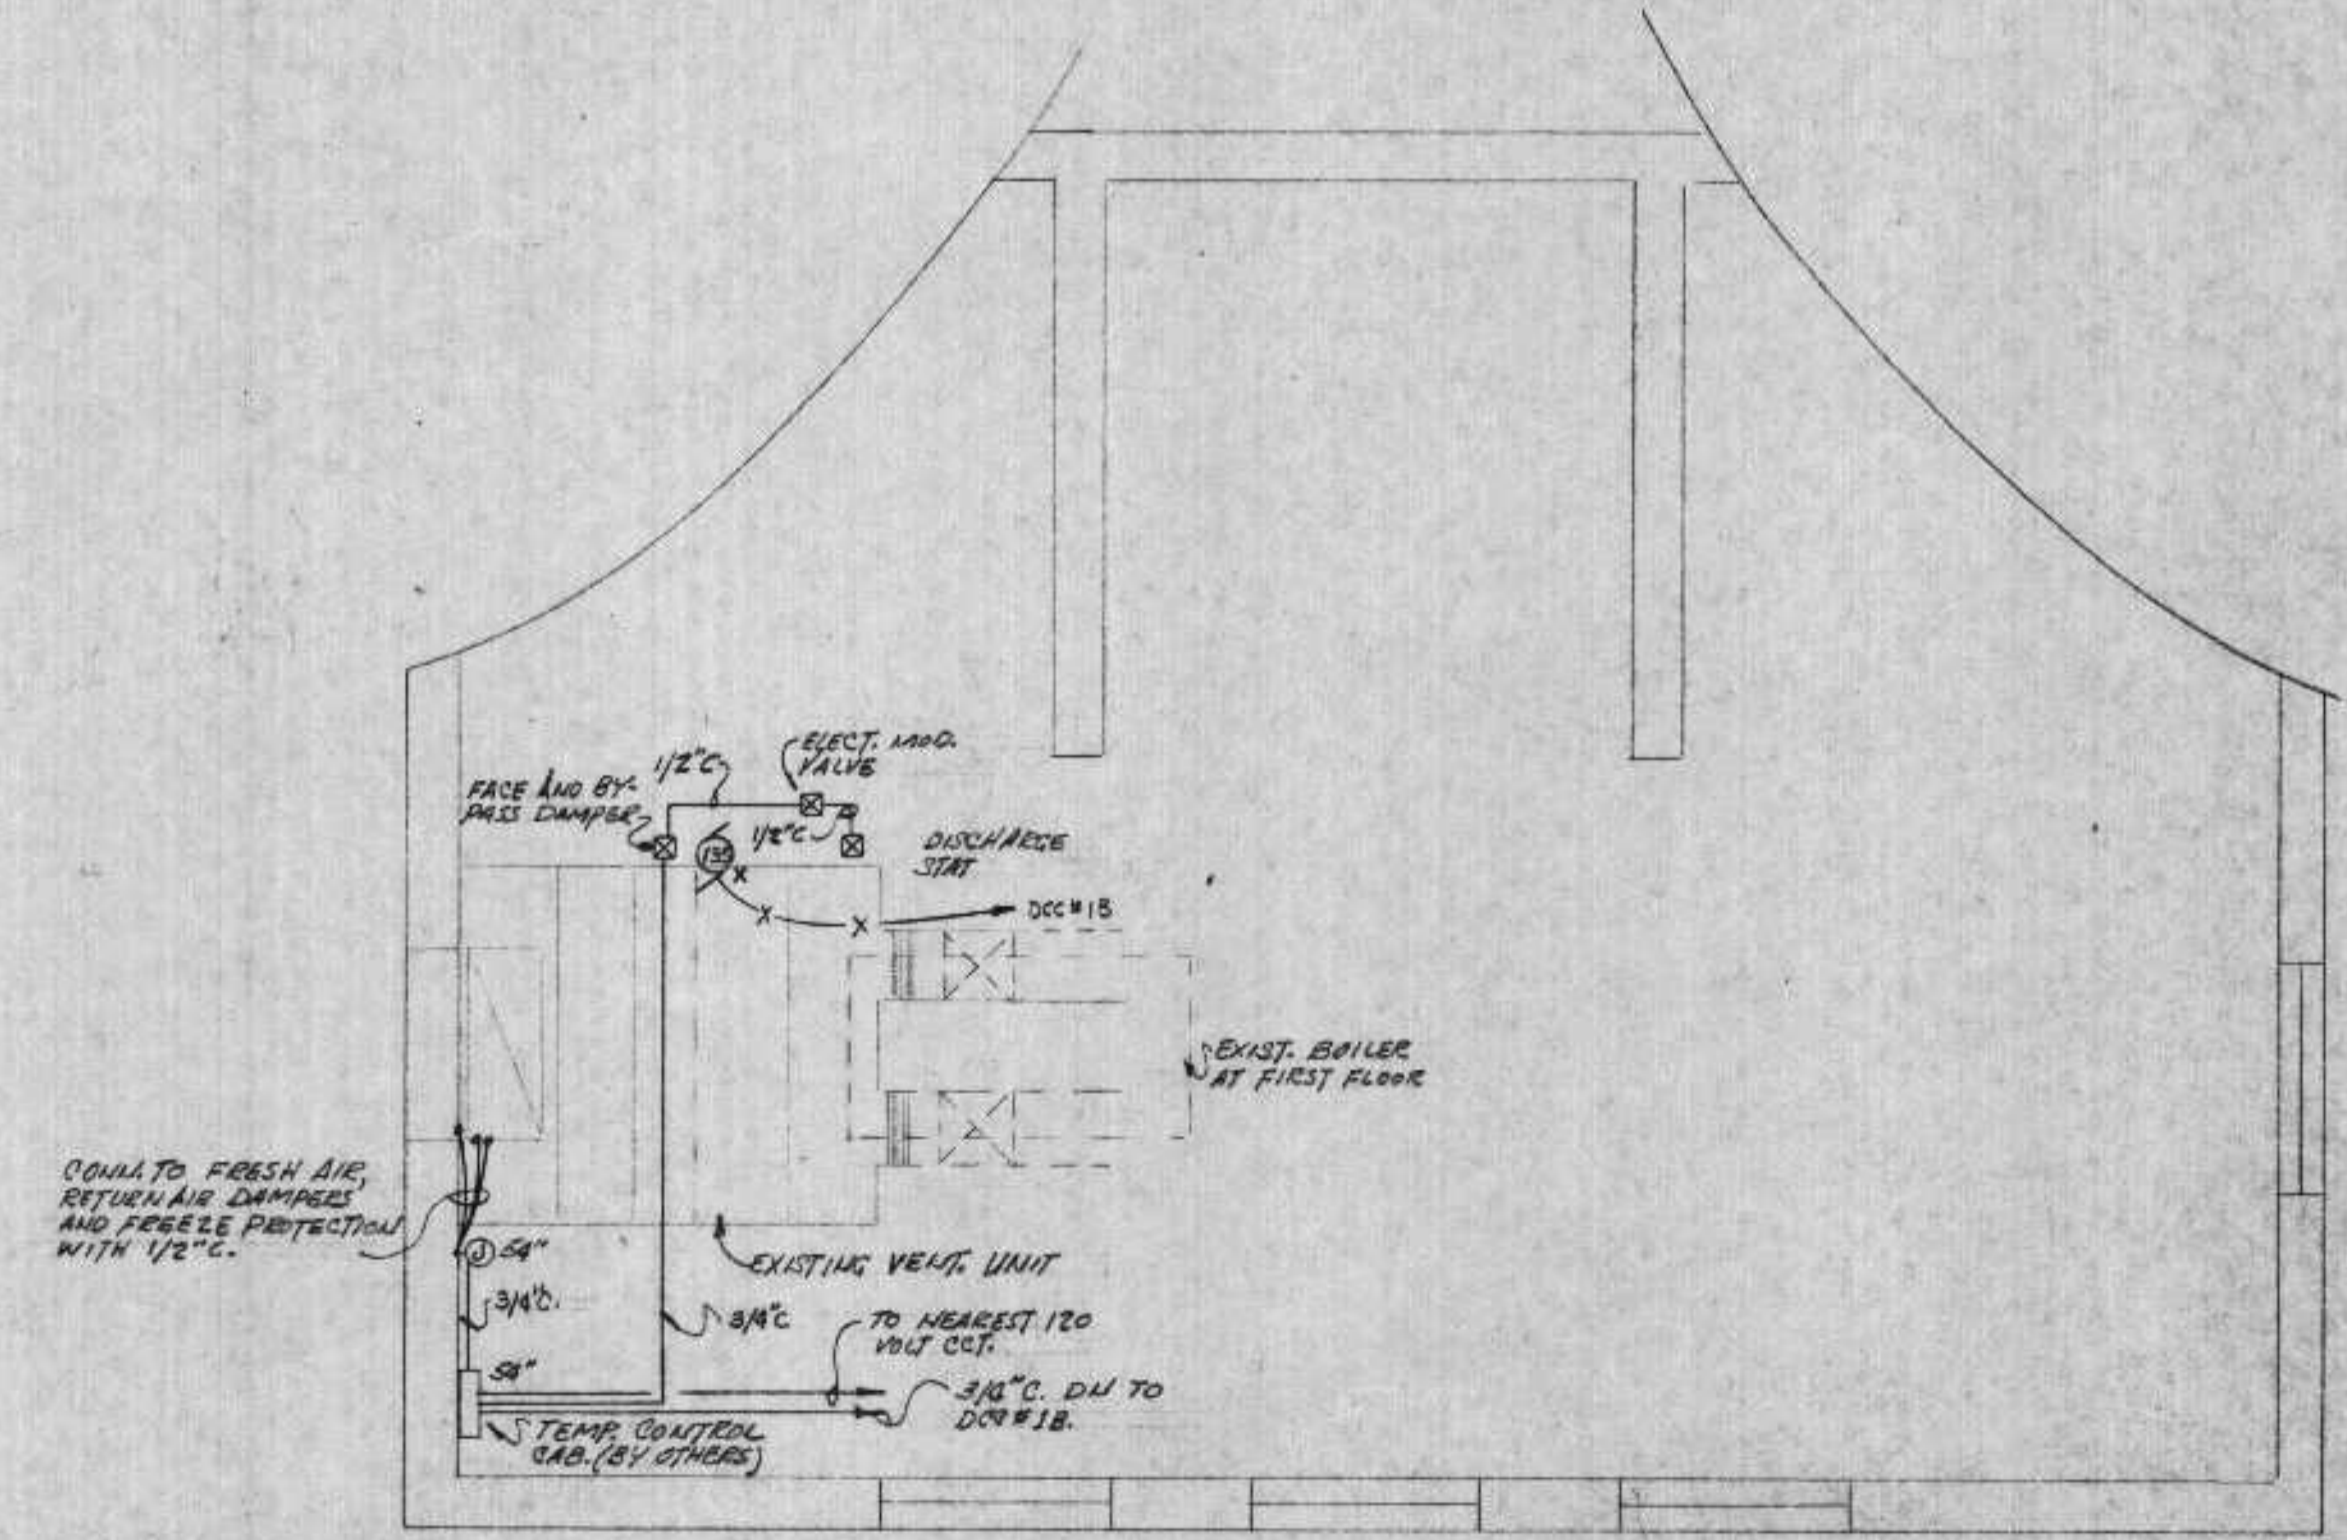 ELECT. MOD.
VALVE
1/2"C.
FACE AND BY-
PASS DAMPER
1/2"C.
DISCHARGE
STAT
DCC#1B
EXIST. BOILER
AT FIRST FLOOR
CONN. TO FRESH AIR,
RETURN AIR DAMPERS
AND FREEZE PROTECTION
WITH 1/2"C.
J 54"
EXISTING VENT. UNIT
3/4"C.
3/4"C
TO NEAREST 120
VOLT CCT.
54"
3/4"C. DN TO
#1B.
TEMP. CONTROL
CAB. (BY OTHERS)